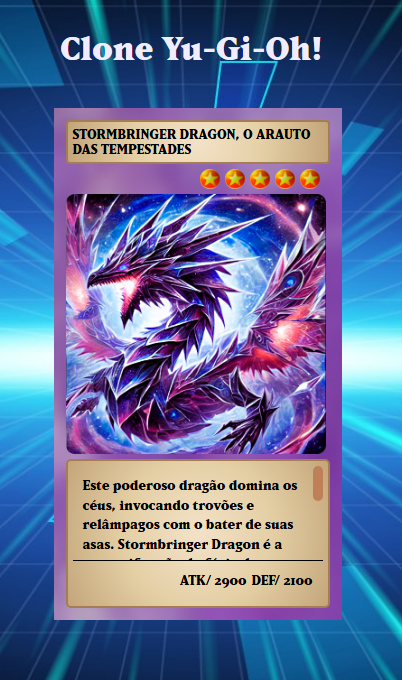 Clone Yu-Gi-Oh!
STORMBRINGER DRAGON, O ARAUTO
DAS TEMPESTADES
Este poderoso dragão domina os
céus, invocando trovões e
relâmpagos com o bater de suas
asas. Stormbringer Dragon é a
ATK/ 2900 DEF/ 2100